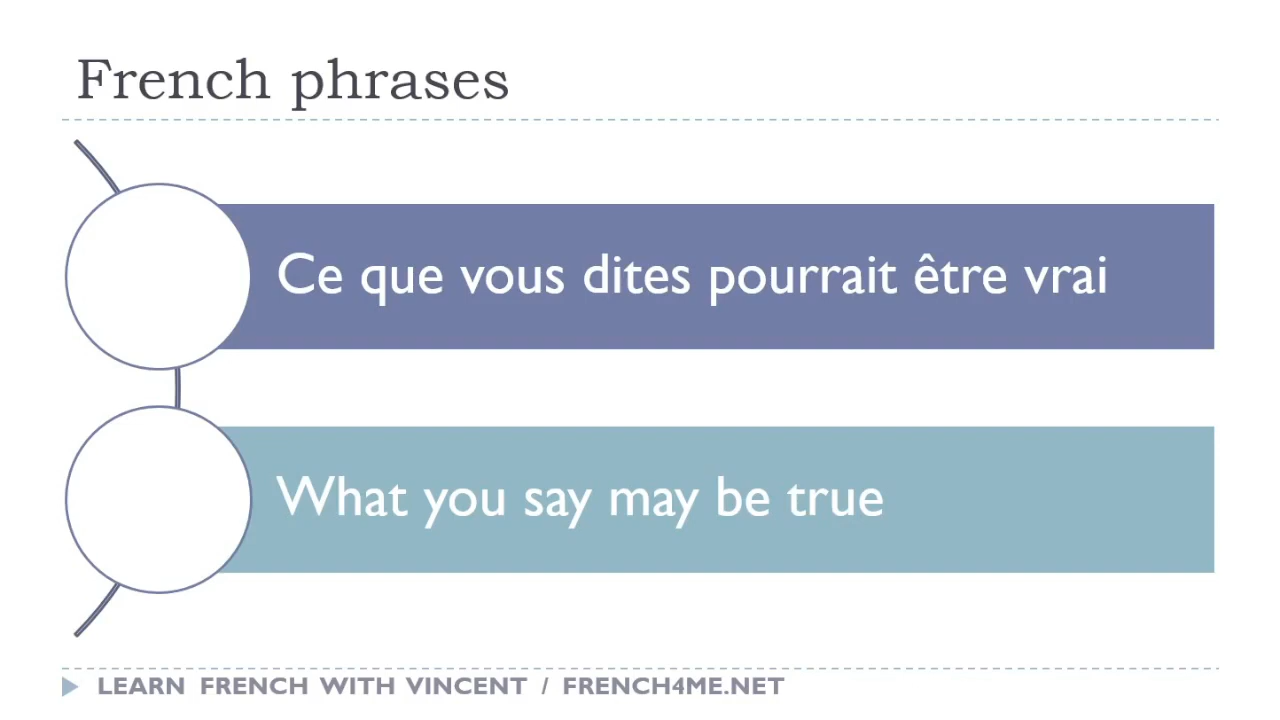 French phrases
Ce que vous dites pourrait être vrai
What you say may be true
LEARN FRENCH WITH VINCENT / FRENCH4ME.NET